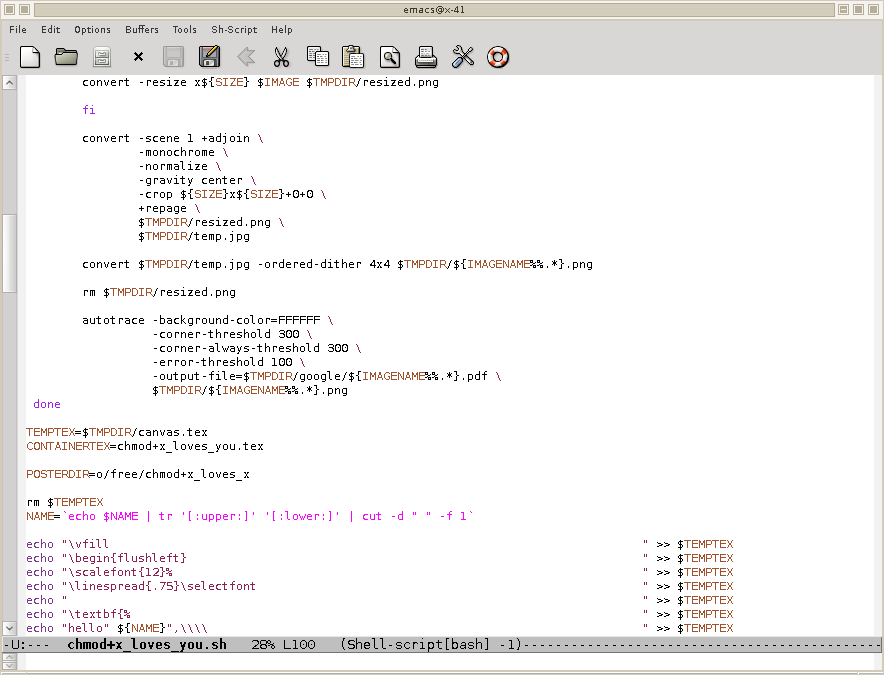 emacs@x-41
File Edit Options Buffers Tools Sh-Script Help
convert -resize x${SIZE} $IMAGE $TMPDIR/resized.png
fi
convert -scene 1 +adjoin \
-monochrome \
-normalize \
-gravity center \
-crop ${SIZE}x${SIZE}+0+0 \
+repage \
$TMPDIR/resized.png \
$TMPDIR/temp.jpg
convert $TMPDIR/temp.jpg -ordered-dither 4x4 $TMPDIR/${IMAGENAME%%.*}.png
rm $TMPDIR/resized.png
autotrace -background-color=FFFFFF \
-corner-threshold 300 \
-corner-always-threshold 300 \
-error-threshold 100 \
-output-file=$TMPDIR/google/${IMAGENAME%%.*}.pdf \
$TMPDIR/${IMAGENAME%%.*}.png
done
TEMPTEX=$TMPDIR/canvas.tex
CONTAINERTEX=chmod+x_loves_you.tex
POSTERDIR=o/free/chmod+x_loves_x
rm $TEMPTEX
NAME=`echo $NAME | tr '[:upper:]' '[:lower:]' | cut -d " " -f 1`
echo "\vfill " >> $TEMPTEX
echo "\begin{flushleft} " >> $TEMPTEX
echo "\scalefont{12}% " >> $TEMPTEX
echo "\linespread{.75}\selectfont " >> $TEMPTEX
echo " " >> $TEMPTEX
echo "\textbf{% " >> $TEMPTEX
echo "hello" ${NAME}",\\\\ " >> $TEMPTEX
-U:--- chmod+x_loves_you.sh 28% L100 (Shell-script[bash] -1)--------------------------------------------------